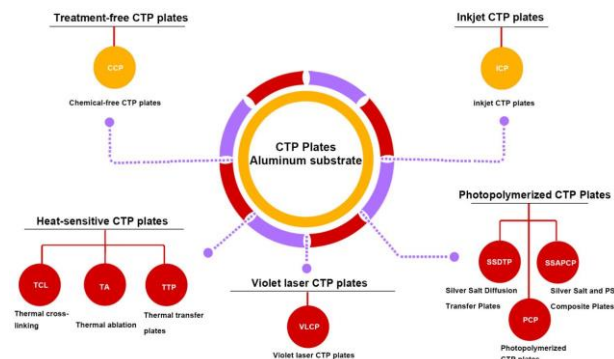 Treatment-free CTP plates
CCP
Chemical-free CTP plates
Inkjet CTP plates
ICP
inkjet CTP plates
CTP Plates
Aluminum substrate
Heat-sensitive CTP plates
TCL
Thermal cross-
linking
TA
Thermal ablation
TTP
Thermal transfer
plates
Violet laser CTP plates
VLCP
Violet laser CTP plates
Photopolymerized CTP Plates
SSDTP
Silver Salt Diffusion
Transfer Plates
SSAPCP
Silver Salt and PS
Composite Plates
PCP
Photopolymerized
CTP plates